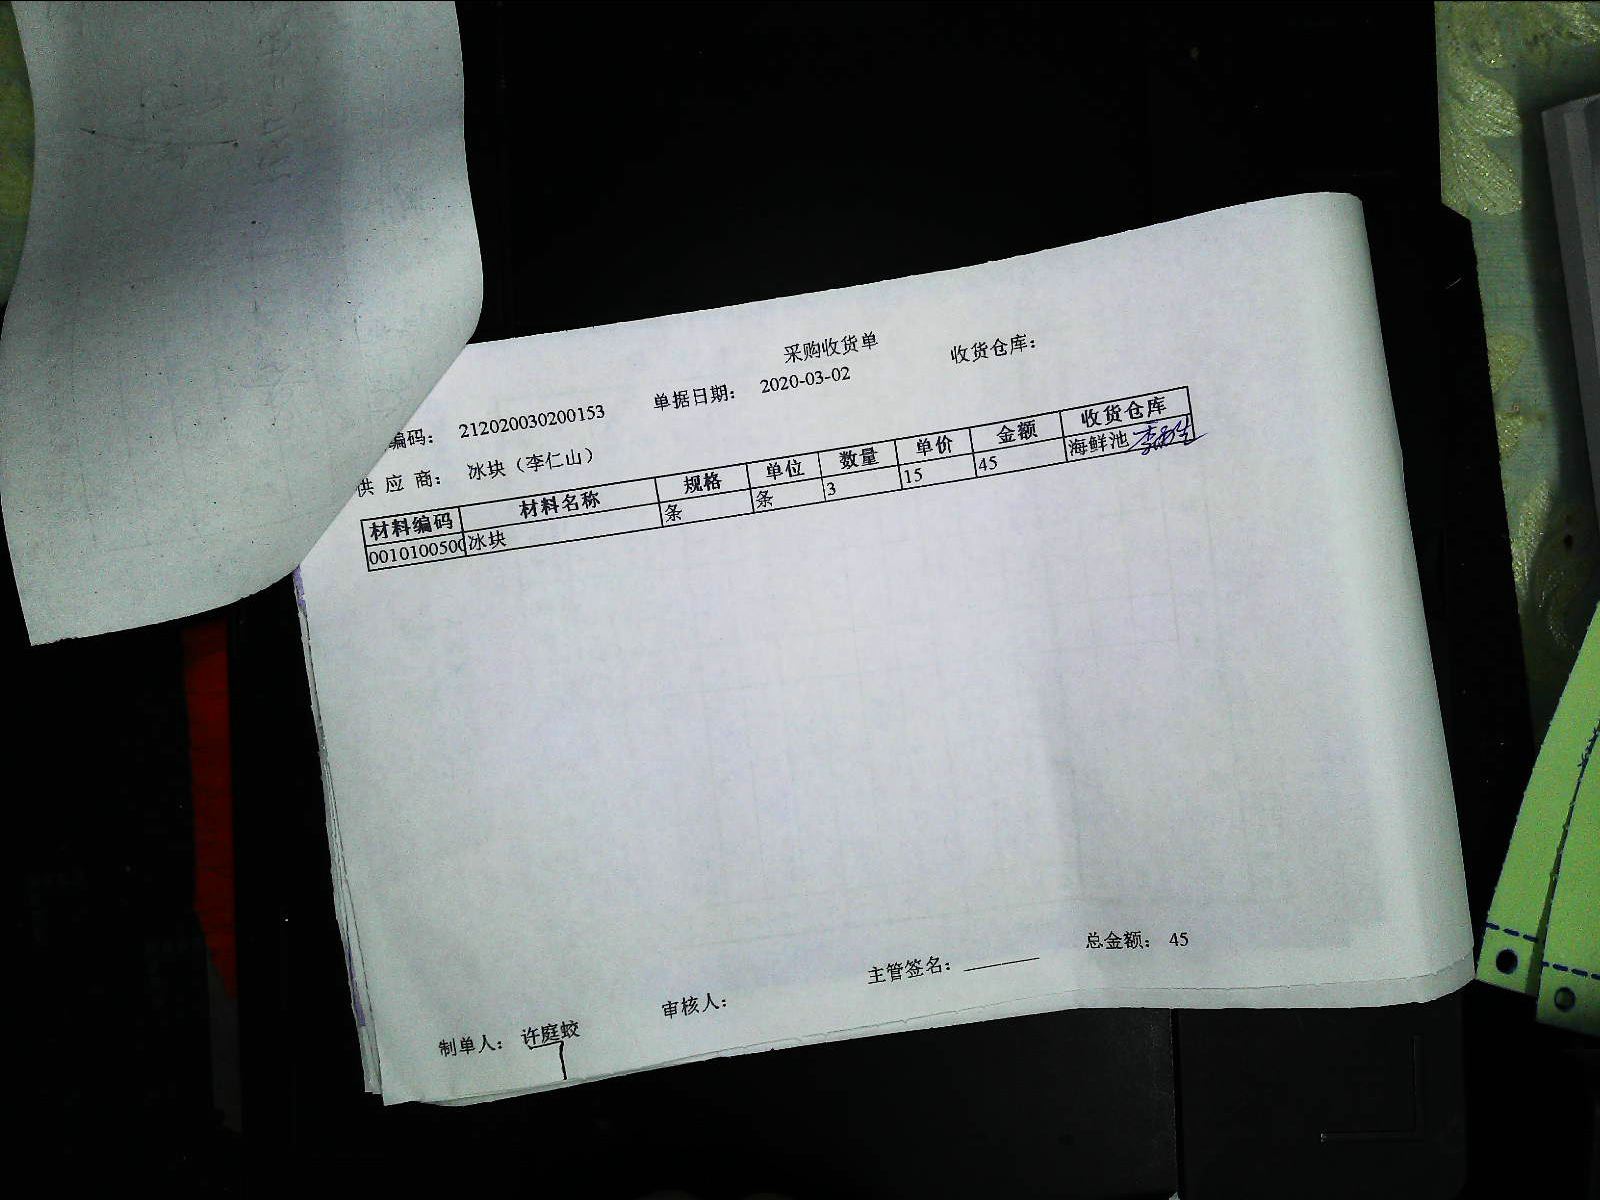 采购收货单
编码： 212020030200153 单据日期： 2020-03-02 收货仓库：
供 应 商： 冰块（李仁山）
材料编码 材料名称 规格 单位 数量 单价 金额 收货仓库
0010100500 冰块 条 条 3 15 45 海鲜池
总金额： 45
制单人： 许庭蛟 审核人： 主管签名：